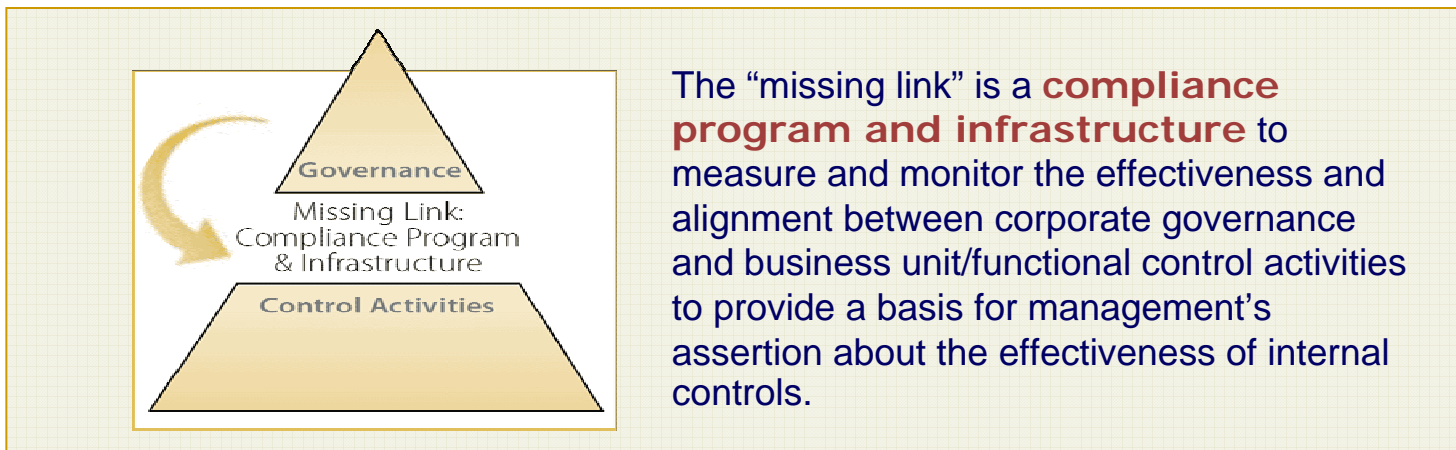 Governance
Missing Link:
Compliance Program
& Infrastructure
Control Activities
The “missing link” is a compliance
program and infrastructure to
measure and monitor the effectiveness and
alignment between corporate governance
and business unit/functional control activities
to provide a basis for management’s
assertion about the effectiveness of internal
controls.